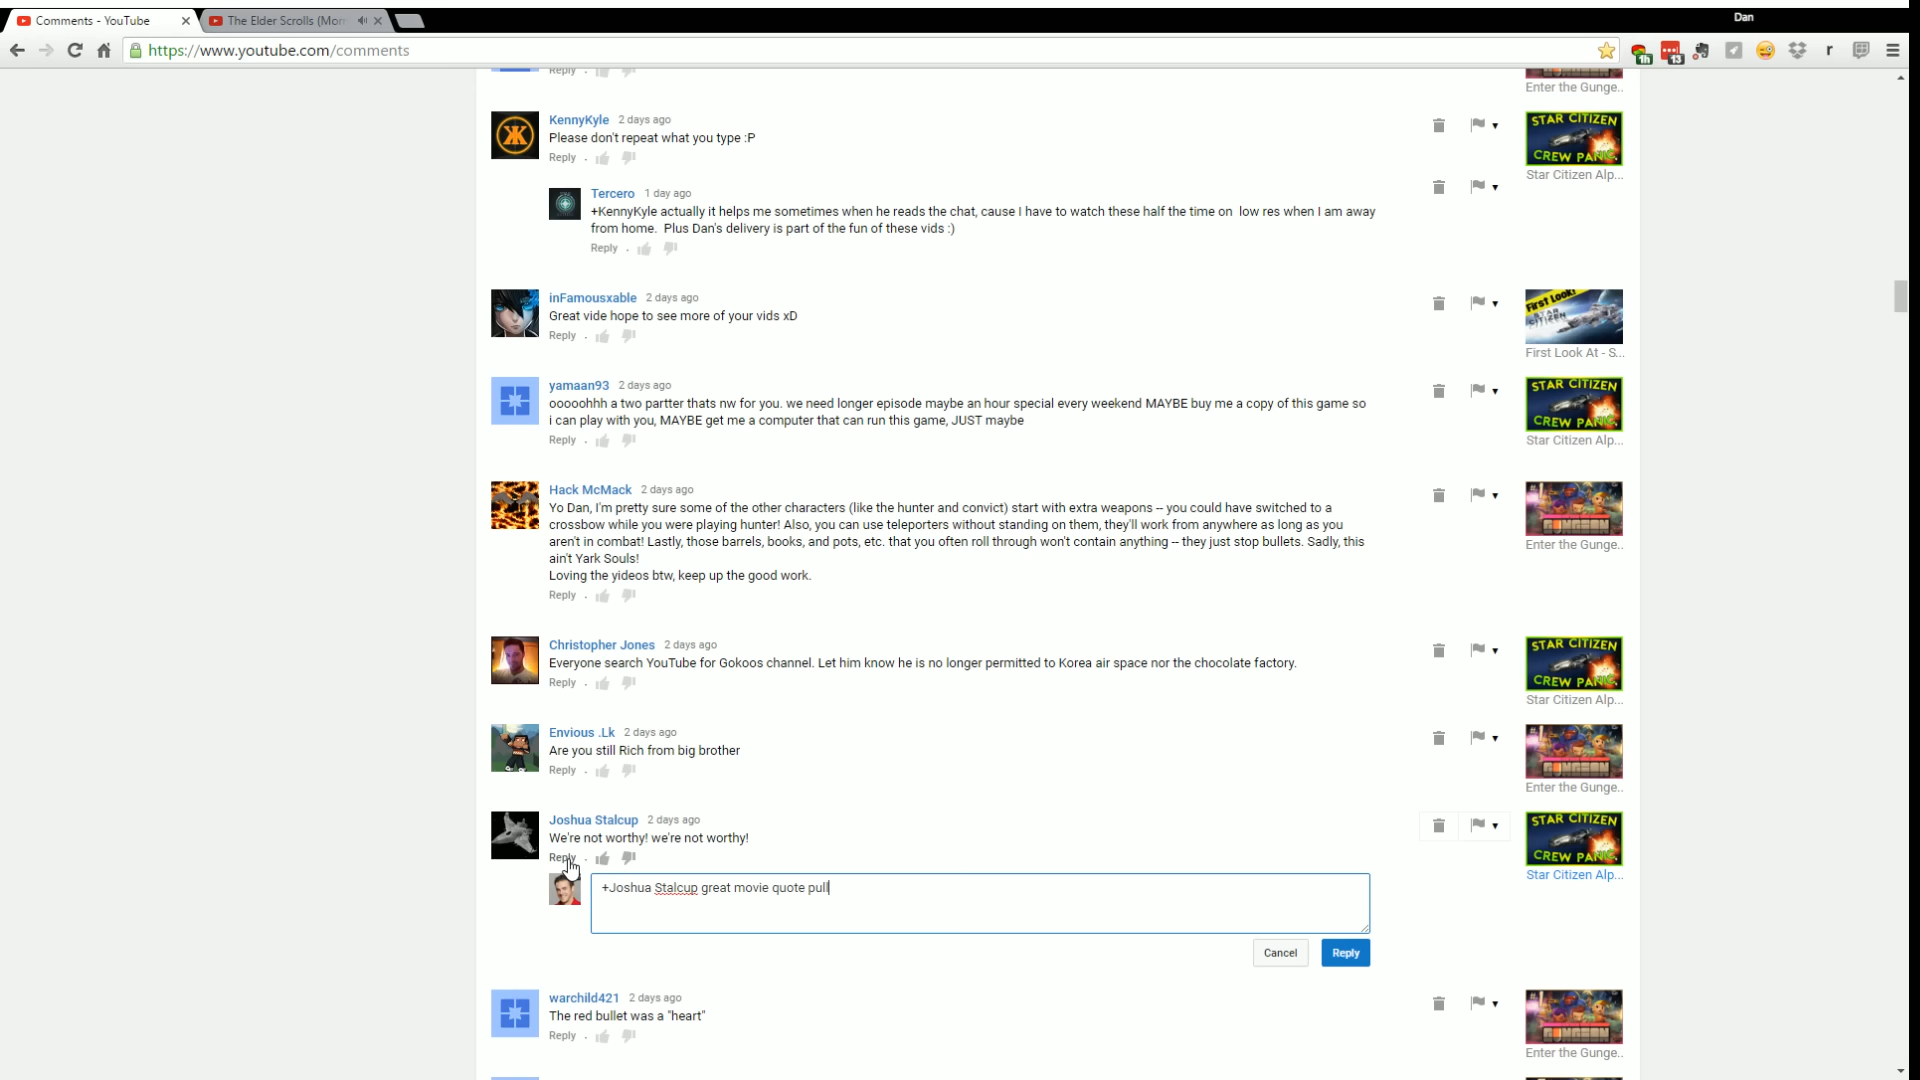 Comments - YouTube
The Elder Scrolls (Morr
Dan
https://www.youtube.com/comments
1h
13
r
Reply .
Enter the Gunge..
KennyKyle 2 days ago
Please don't repeat what you type :P
Reply .
STAR CITIZEN
CREW PANIC
Star Citizen Alp...
Tercero 1 day ago
+KennyKyle actually it helps me sometimes when he reads the chat, cause I have to watch these half the time on low res when I am away
from home. Plus Dan's delivery is part of the fun of these vids :)
Reply .
inFamousxable 2 days ago
Great vide hope to see more of your vids xD
Reply .
First Look!
STAR
CITIZEN
First Look At - S...
yamaan93 2 days ago
ooooohhh a two partter thats nw for you. we need longer episode maybe an hour special every weekend MAYBE buy me a copy of this game so
i can play with you, MAYBE get me a computer that can run this game, JUST maybe
Reply .
STAR CITIZEN
CREW PANIC
Star Citizen Alp...
Hack McMack 2 days ago
Yo Dan, I'm pretty sure some of the other characters (like the hunter and convict) start with extra weapons -- you could have switched to a
crossbow while you were playing hunter! Also, you can use teleporters without standing on them, they'll work from anywhere as long as you
aren't in combat! Lastly, those barrels, books, and pots, etc. that you often roll through won't contain anything -- they just stop bullets. Sadly, this
ain't Yark Souls!
Loving the yideos btw, keep up the good work.
Reply .
GUNGEON
Enter the Gunge..
Christopher Jones 2 days ago
Everyone search YouTube for Gokoos channel. Let him know he is no longer permitted to Korea air space nor the chocolate factory.
Reply .
STAR CITIZEN
CREW PANIC
Star Citizen Alp...
Envious .Lk 2 days ago
Are you still Rich from big brother
Reply .
GUNGEON
Enter the Gunge..
Joshua Stalcup 2 days ago
We're not worthy! we're not worthy!
Reply .
STAR CITIZEN
CREW PANIC
Star Citizen Alp...
+Joshua Stalcup great movie quote pull
Cancel
Reply
warchild421 2 days ago
The red bullet was a "heart"
Reply .
GUNGEON
Enter the Gunge..